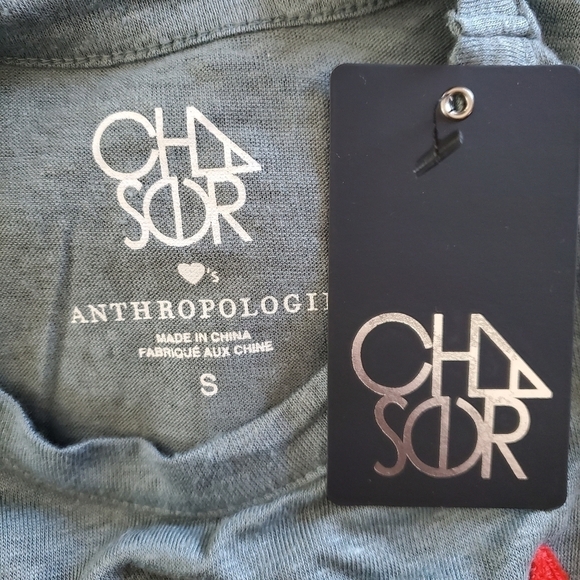 CHA
SER
♥'s
ANTHROPOLOGIE
MADE IN CHINA
FABRIQUÉ AUX CHINE
S
CHA
SER